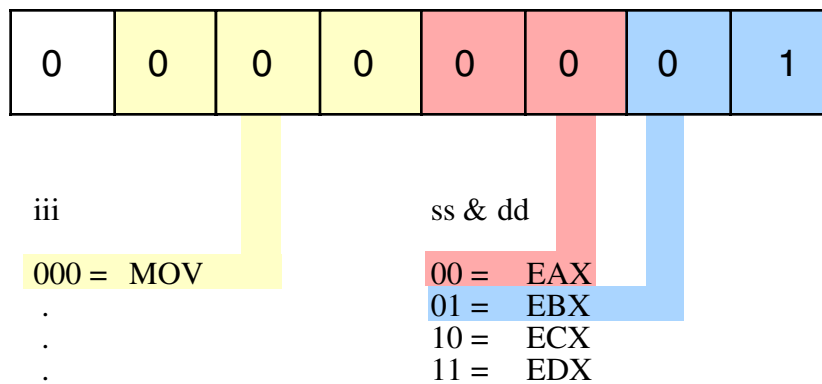 0 0 0 0 0 0 0 1
iii ss & dd
000 = MOV 00 = EAX
. 01 = EBX
. 10 = ECX
. 11 = EDX